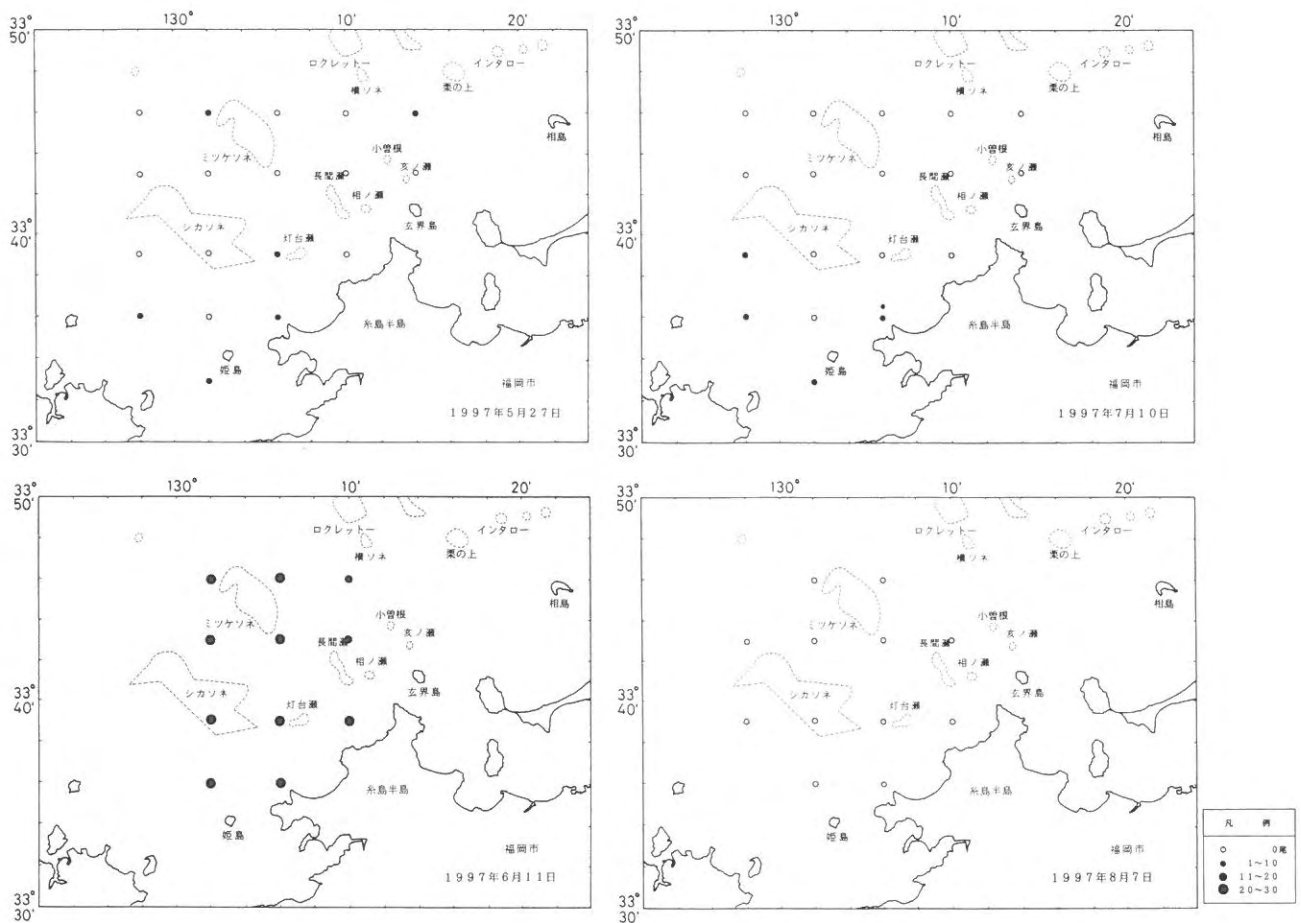 33° 50′
130°
10′
20′
ロクレットー
インタロー
横ソネ
栗の上
相島
小曽根
ミツケソネ
亥ノ瀬
長間瀬
相ノ瀬
シカソネ
玄界島
33° 40′
灯台瀬
糸島半島
姫島
福岡市
1997年5月27日
33° 30′
33° 50′
130°
10′
20′
ロクレットー
インタロー
横ソネ
栗の上
相島
小曽根
ミツケソネ
亥ノ瀬
長間瀬
相ノ瀬
シカソネ
玄界島
33° 40′
灯台瀬
糸島半島
姫島
福岡市
1997年7月10日
33° 30′
33° 50′
130°
10′
20′
ロクレットー
インタロー
横ソネ
栗の上
相島
小曽根
ミツケソネ
亥ノ瀬
長間瀬
相ノ瀬
シカソネ
玄界島
33° 40′
灯台瀬
糸島半島
姫島
福岡市
1997年6月11日
33° 30′
33° 50′
130°
10′
20′
ロクレットー
インタロー
横ソネ
栗の上
相島
小曽根
ミツケソネ
亥ノ瀬
長間瀬
相ノ瀬
シカソネ
玄界島
33° 40′
灯台瀬
糸島半島
姫島
福岡市
1997年8月7日
33° 30′
凡 例
0尾
1~10
11~20
20~30